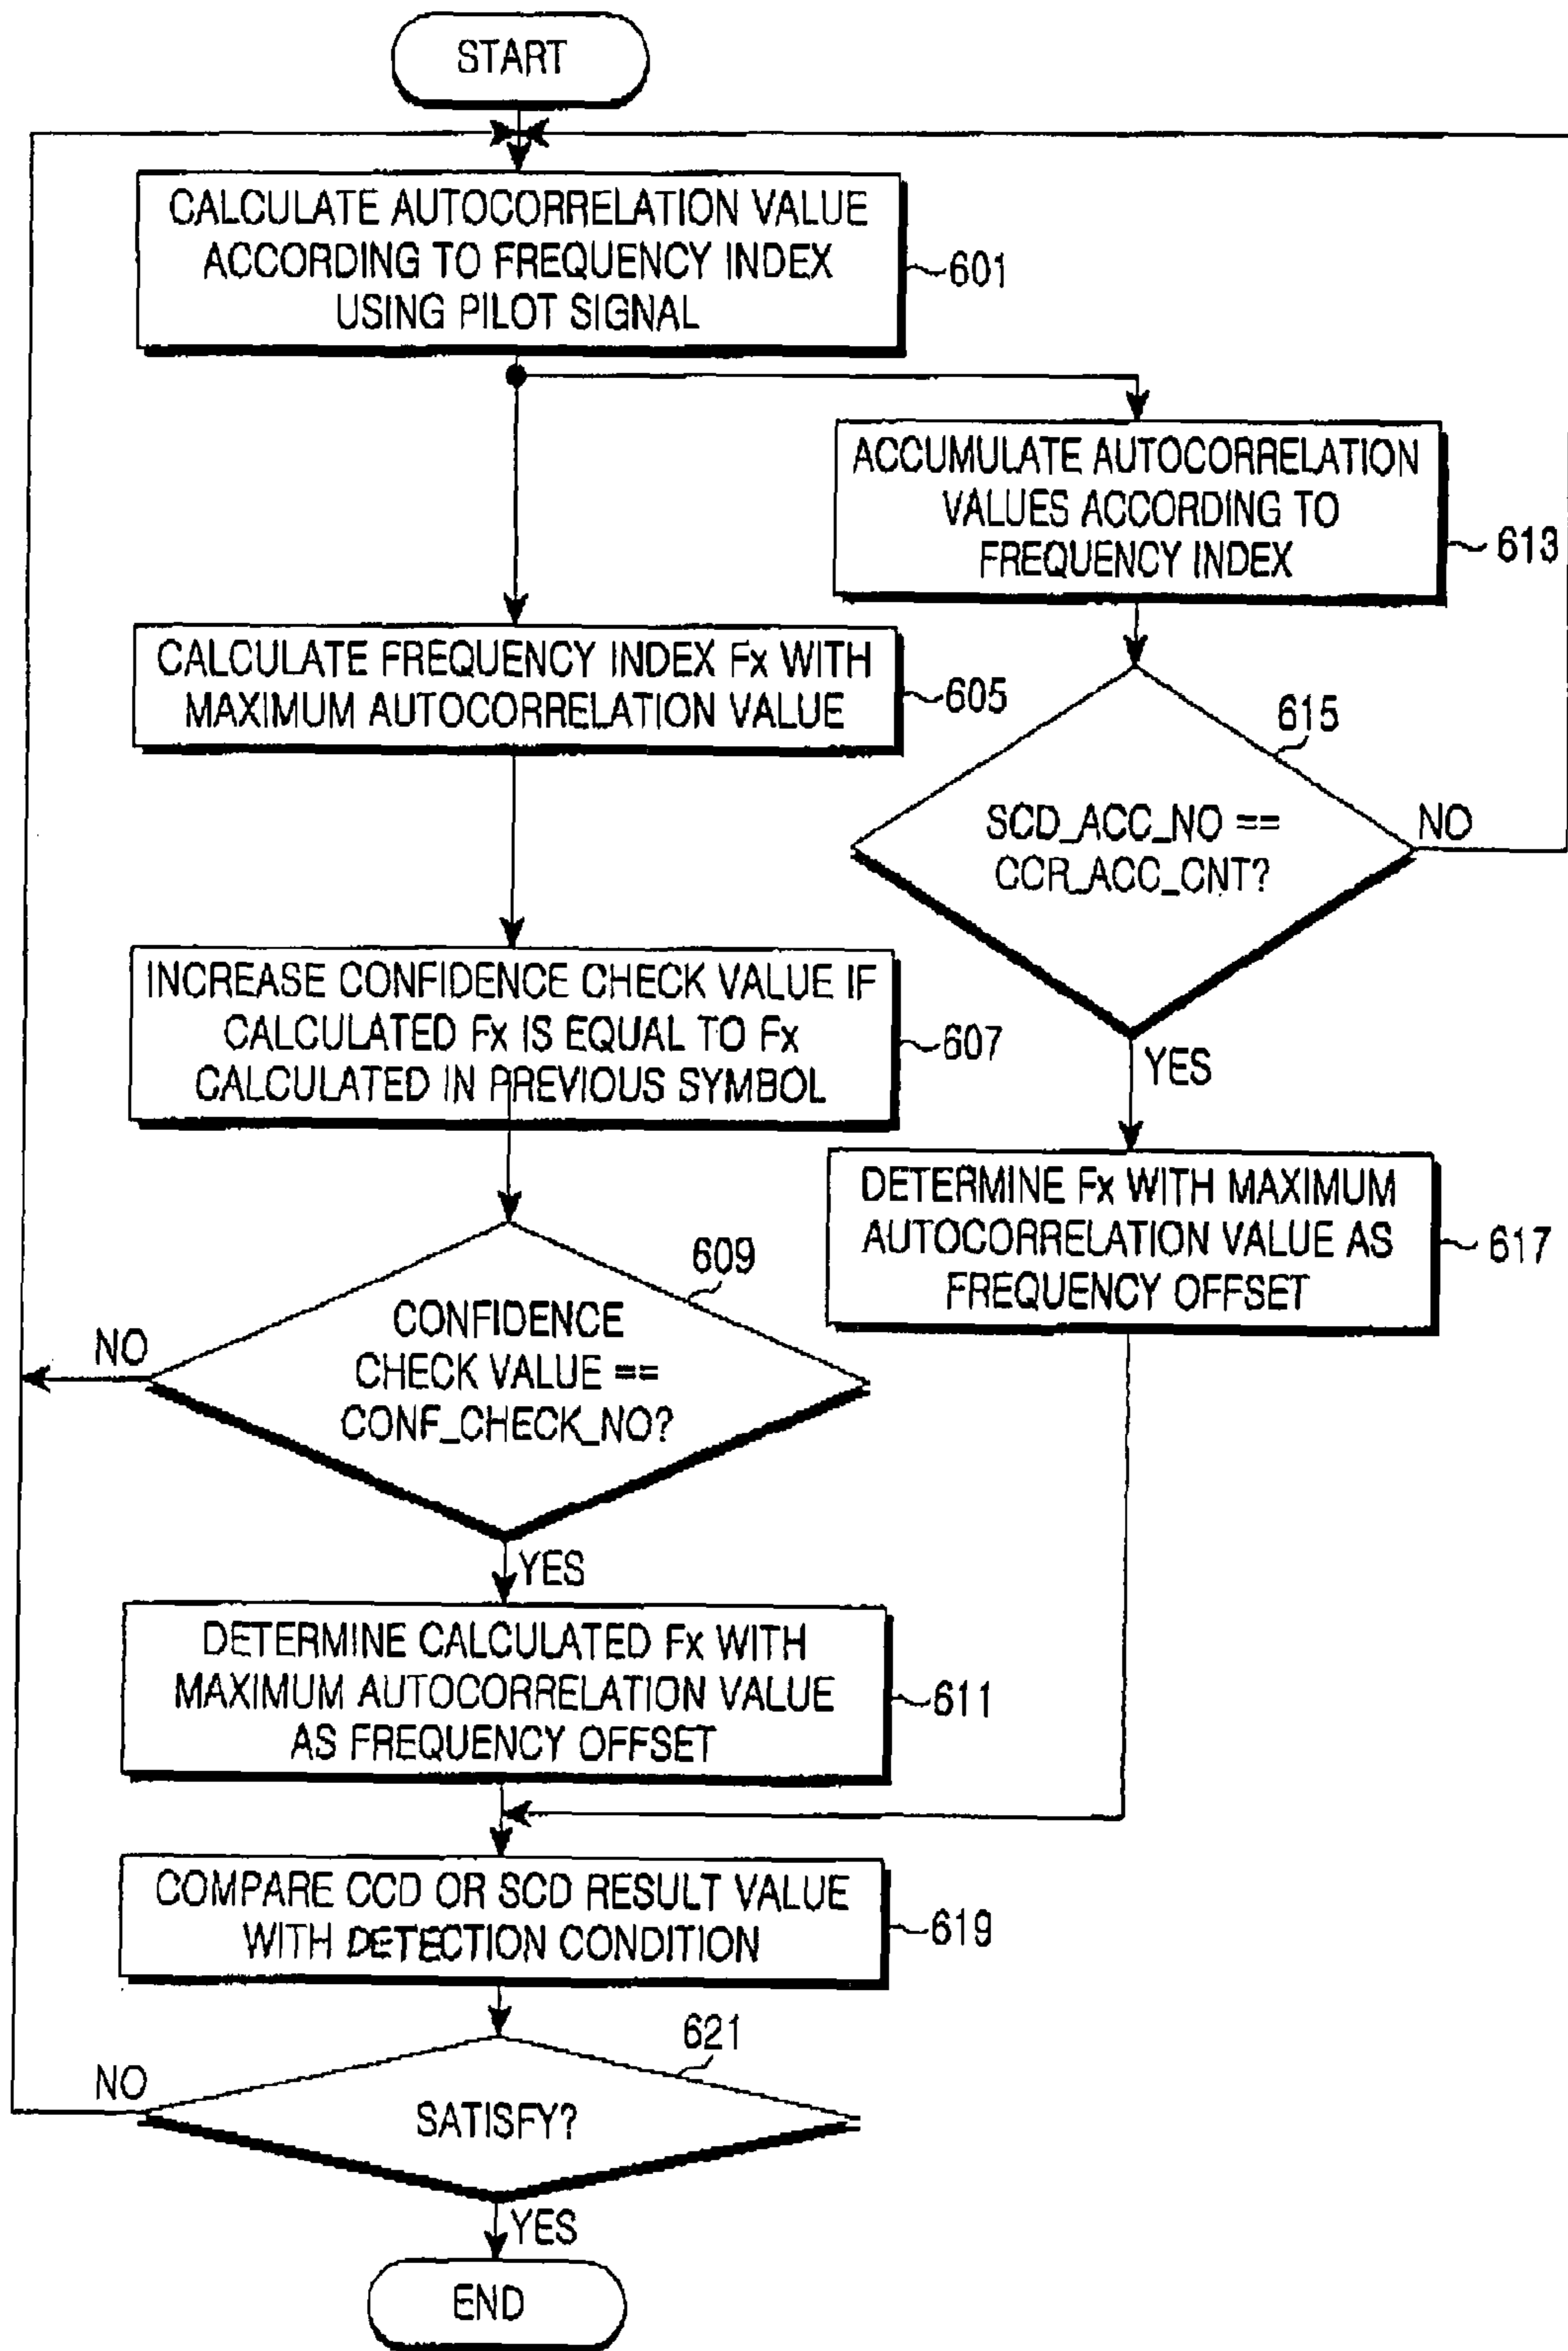 START
CALCULATE AUTOCORRELATION VALUE
ACCORDING TO FREQUENCY INDEX
USING PILOT SIGNAL
601
ACCUMULATE AUTOCORRELATION
VALUES ACCORDING TO
FREQUENCY INDEX
613
CALCULATE FREQUENCY INDEX Fx WITH
MAXIMUM AUTOCORRELATION VALUE
605
615
SCD_ACC_NO ==
CCR_ACC_CNT?
NO
YES
INCREASE CONFIDENCE CHECK VALUE IF
CALCULATED Fx IS EQUAL TO Fx
CALCULATED IN PREVIOUS SYMBOL
607
DETERMINE Fx WITH MAXIMUM
AUTOCORRELATION VALUE AS
FREQUENCY OFFSET
617
609
CONFIDENCE
CHECK VALUE ==
CONF_CHECK_NO?
NO
YES
DETERMINE CALCULATED Fx WITH
MAXIMUM AUTOCORRELATION VALUE
AS FREQUENCY OFFSET
611
COMPARE CCD OR SCD RESULT VALUE
WITH DETECTION CONDITION
619
621
SATISFY?
NO
YES
END